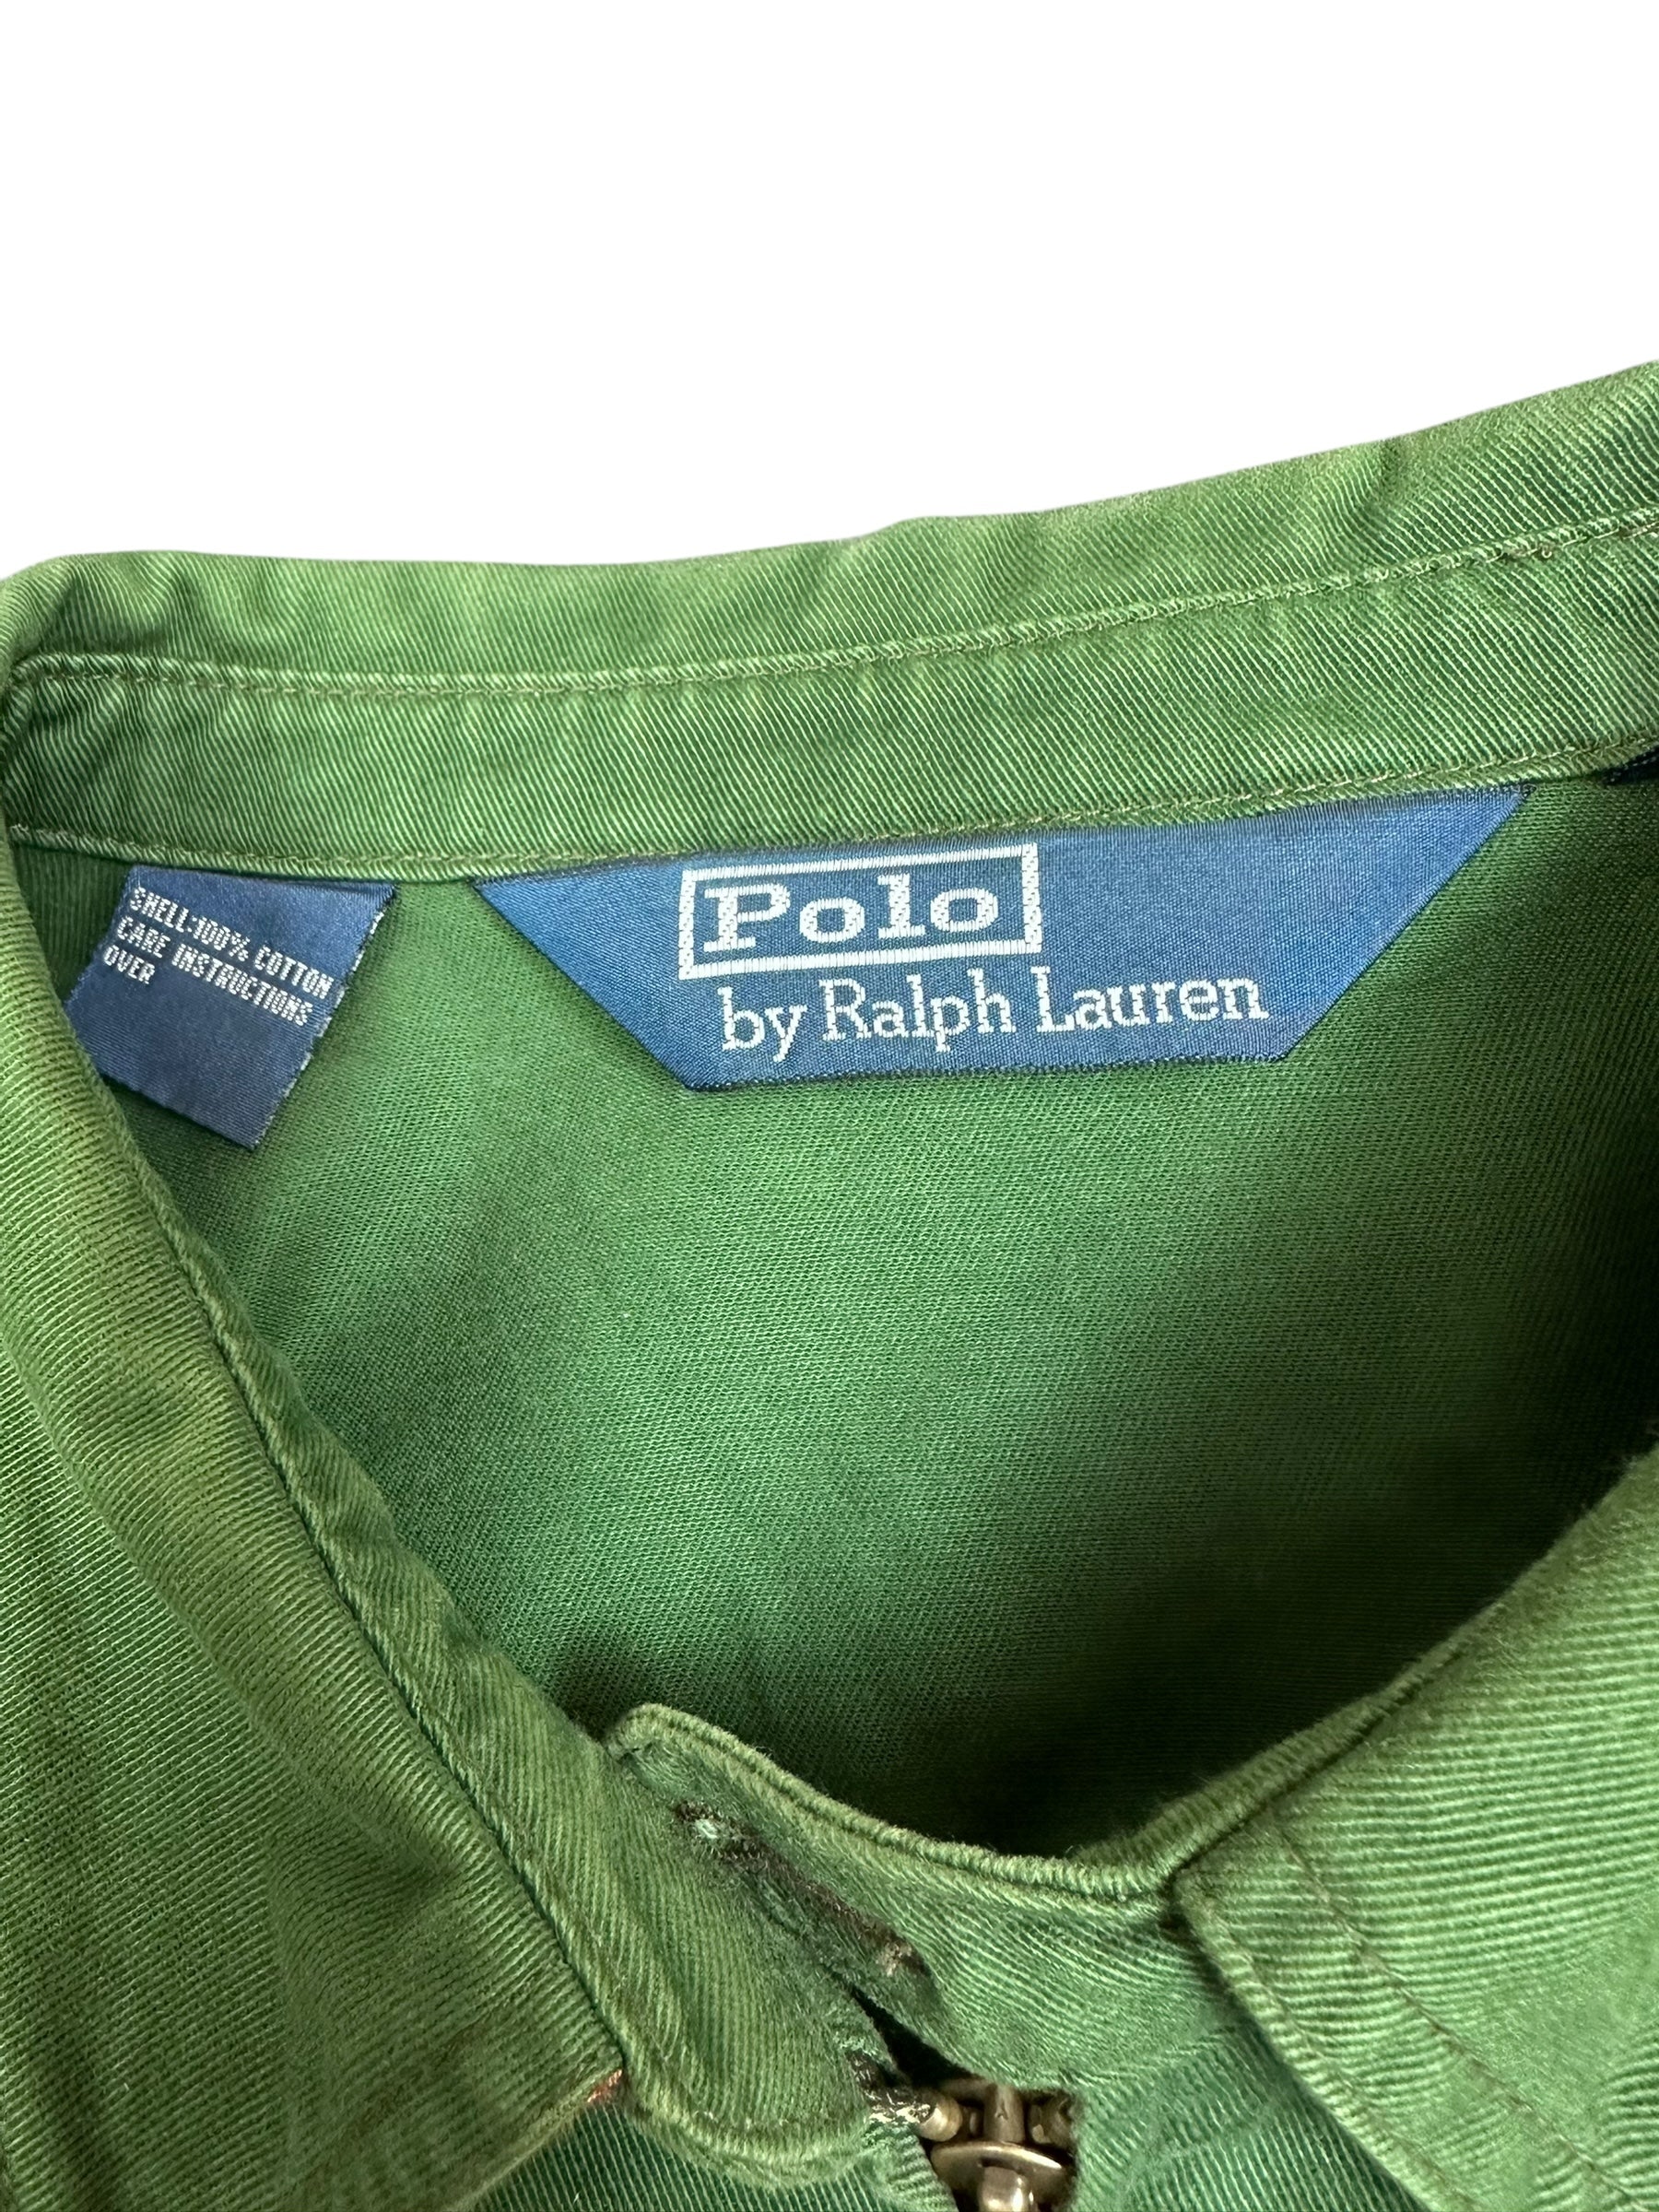 SHELL:100% COTTON
CARE INSTRUCTIONS
OVER
Polo
by Ralph Lauren